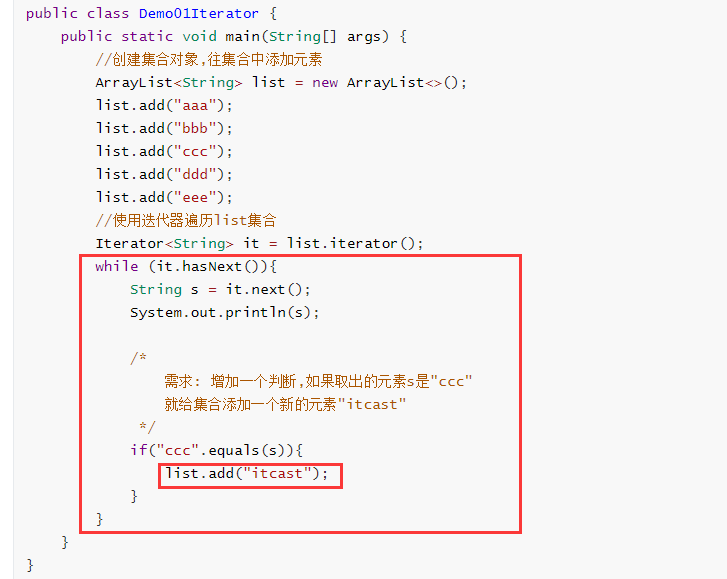 public class Demo01Iterator {
public static void main(String[] args) {
//创建集合对象,往集合中添加元素
ArrayList<String> list = new ArrayList<>();
list.add("aaa");
list.add("bbb");
list.add("ccc");
list.add("ddd");
list.add("eee");
//使用迭代器遍历list集合
Iterator<String> it = list.iterator();
while (it.hasNext()){
String s = it.next();
System.out.println(s);
/*
需求: 增加一个判断,如果取出的元素s是"ccc"
就给集合添加一个新的元素"itcast"
*/
if("ccc".equals(s)){
list.add("itcast");
}
}
}
}